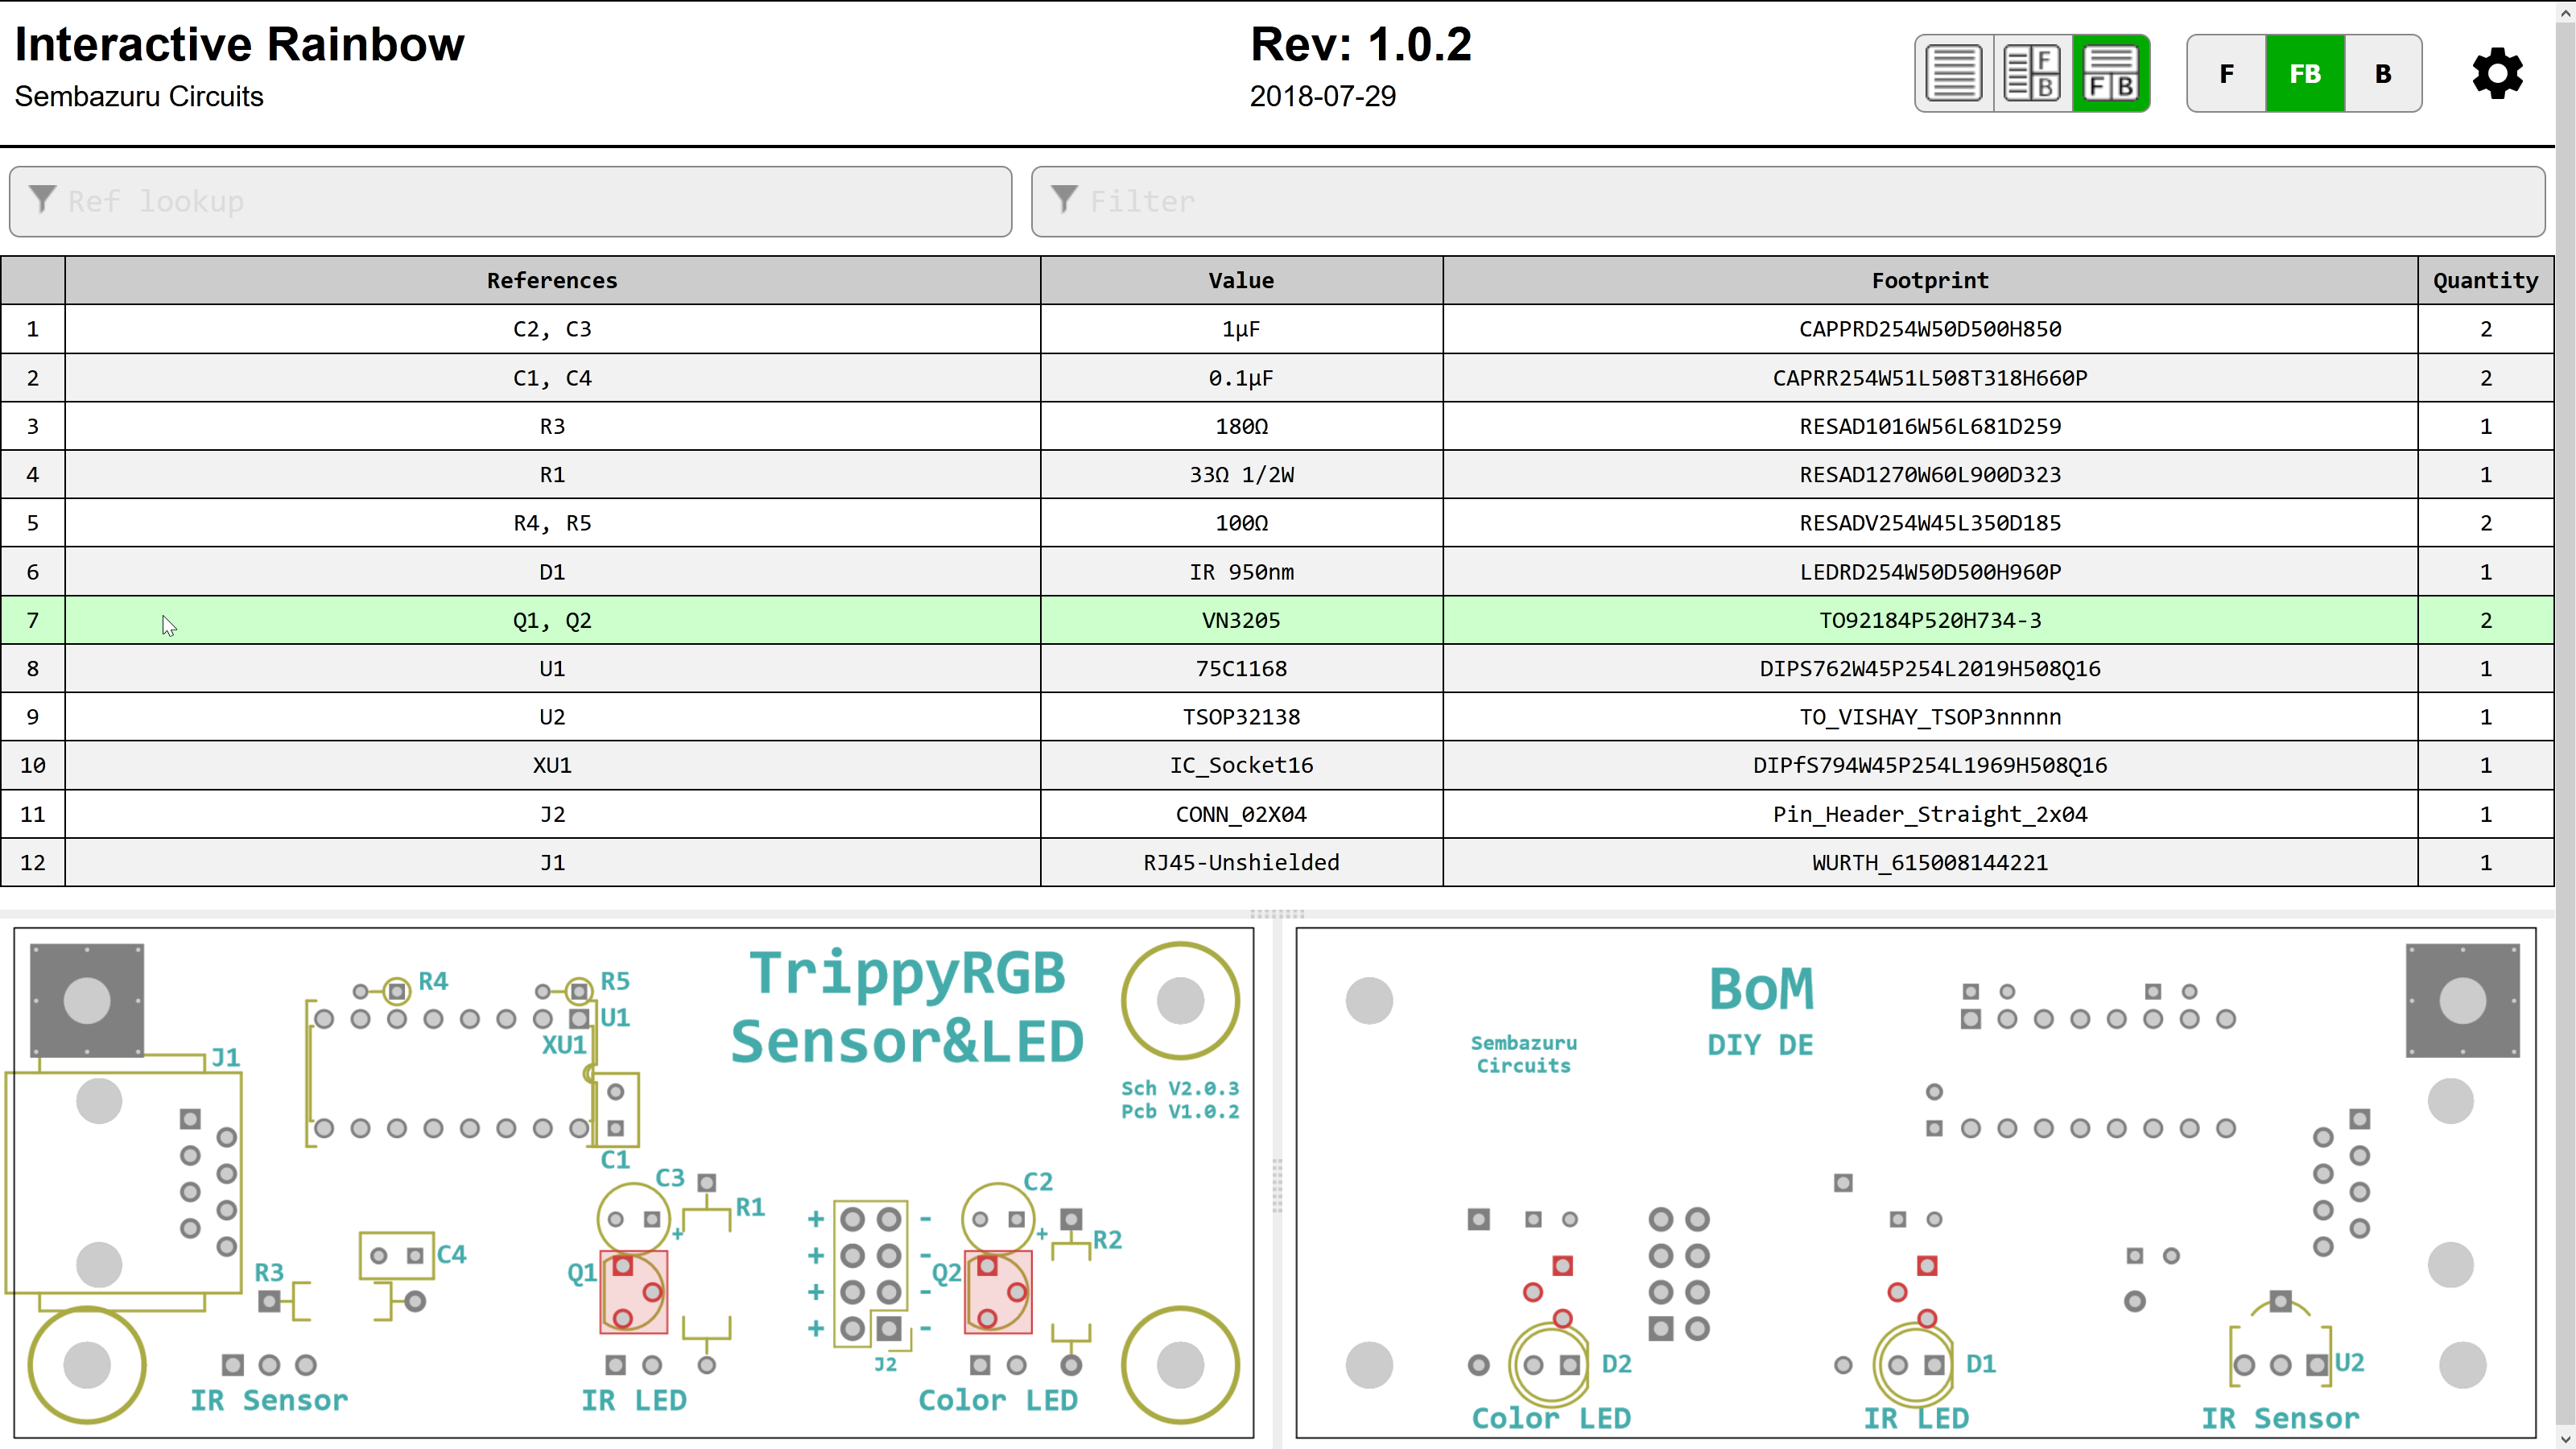 Interactive Rainbow
Rev: 1.0.2
Sembazuru Circuits
2018-07-29
F
B
F B
F
FB
B
Ref lookup
Filter
References Value Footprint Quantity
1 C2, C3 1µF CAPPRD254W50D500H850 2
2 C1, C4 0.1µF CAPRR254W51L508T318H660P 2
3 R3 180Ω RESAD1016W56L681D259 1
4 R1 33Ω 1/2W RESAD1270W60L900D323 1
5 R4, R5 100Ω RESADV254W45L350D185 2
6 D1 IR 950nm LEDRD254W50D500H960P 1
7 Q1, Q2 VN3205 TO92184P520H734-3 2
8 U1 75C1168 DIPS762W45P254L2019H508Q16 1
9 U2 TSOP32138 TO_VISHAY_TSOP3nnnnn 1
10 XU1 IC_Socket16 DIPfS794W45P254L1969H508Q16 1
11 J2 CONN_02X04 Pin_Header_Straight_2x04 1
12 J1 RJ45-Unshielded WURTH_615008144221 1
TrippyRGB
Sensor&LED
R4
R5
U1
XU1
J1
Sch V2.0.3
Pcb V1.0.2
C1
C3
C2
R1
+ -
+
+
R2
+ -
C4
R3
Q1
Q2
+ -
+ -
J2
IR Sensor
IR LED
Color LED
BoM
DIY DE
Sembazuru
Circuits
D2
D1
U2
Color LED
IR LED
IR Sensor